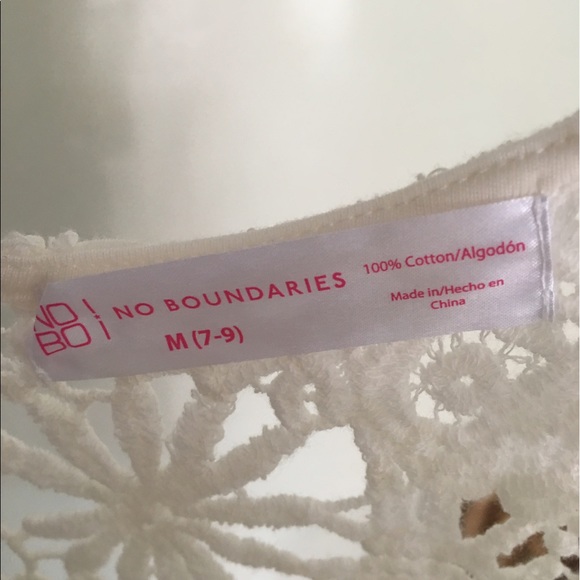 NO!
BO¡
NO BOUNDARIES
M (7-9)
100% Cotton/Algodón
Made in/Hecho en
China